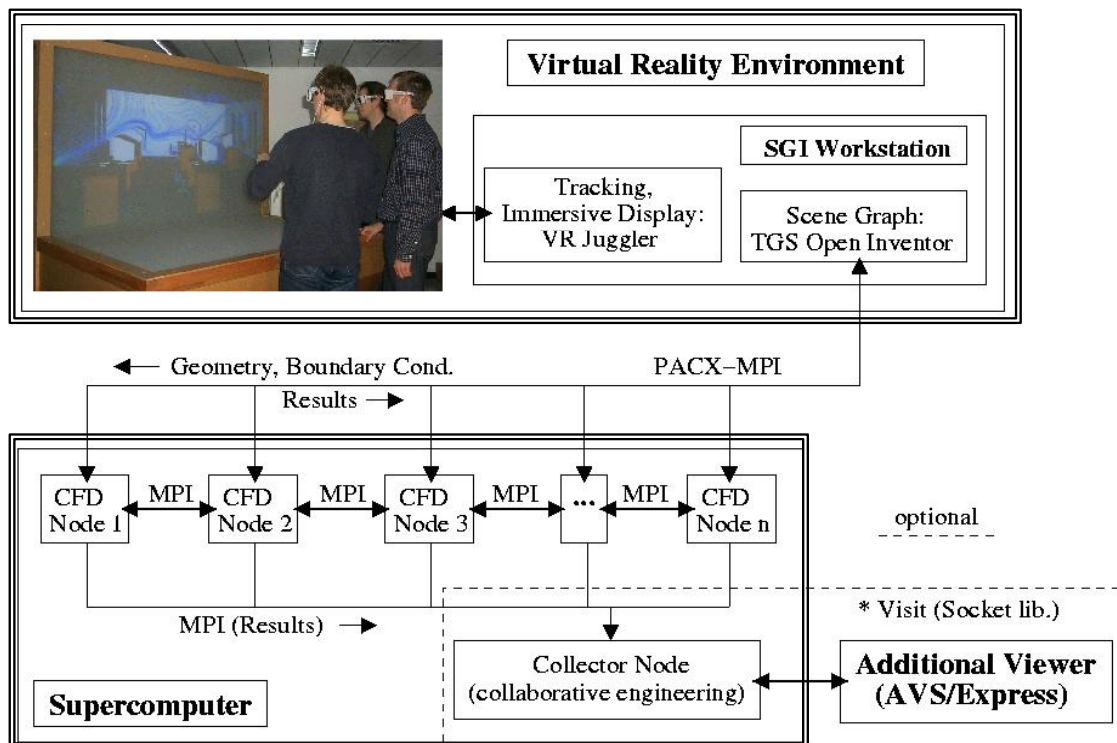 Virtual Reality Environment
SGI Workstation
Tracking,
Immersive Display:
VR Juggler
Scene Graph:
TGS Open Inventor
Geometry, Boundary Cond.
PACX-MPI
Results
CFD
Node 1
MPI
CFD
Node 2
MPI
CFD
Node 3
MPI
...
MPI
CFD
Node n
optional
MPI (Results)
* Visit (Socket lib.)
Collector Node
(collaborative engineering)
Additional Viewer
(AVS/Express)
Supercomputer